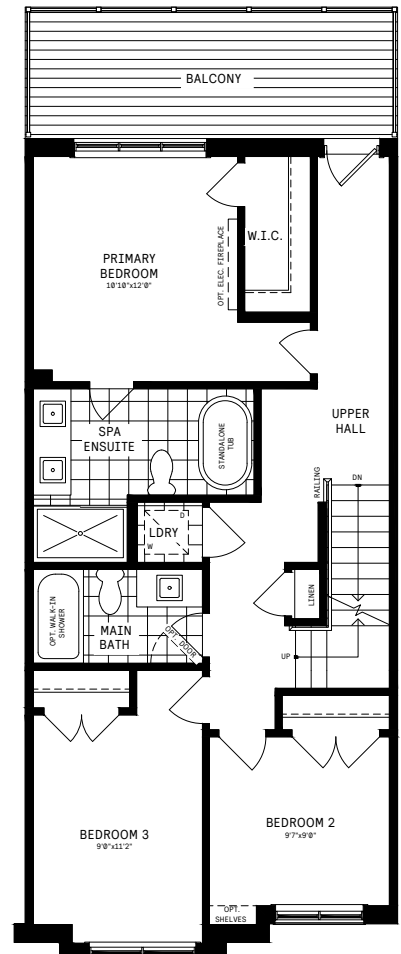 BALCONY
W.I.C.
OPT. ELEC. FIREPLACE
PRIMARY
BEDROOM
10'10"x12'0"
UPPER
HALL
SPA
ENSUITE
STANDALONE
TUB
RAILING
DN
D
LDRY
W
LINEN
OPT. WALK-IN
SHOWER
MAIN
BATH
OPT. DOOR
UP
BEDROOM 3
9'0"x11'2"
BEDROOM 2
9'7"x9'0"
OPT.
SHELVES